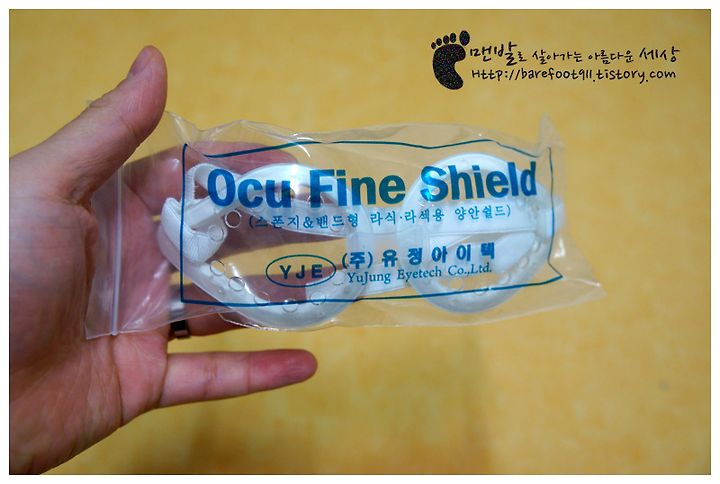 맨발로 살아가는 아름다운 세상
Http://barefoot911.tistory.com
Ocu Fine Shield
(스폰지&밴드형 라식·라섹용 양안쉴드)
YJE (주)유정아이텍
YuJung Eyetech Co.,Ltd.